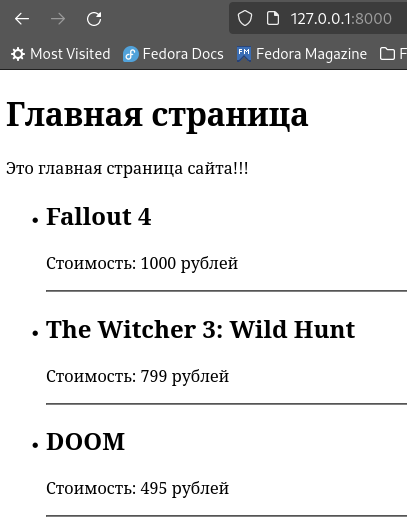 127.0.0.1:8000
Most Visited Fedora Docs Fedora Magazine F
Главная страница
Это главная страница сайта!!!
Fallout 4
Стоимость: 1000 рублей
The Witcher 3: Wild Hunt
Стоимость: 799 рублей
DOOM
Стоимость: 495 рублей